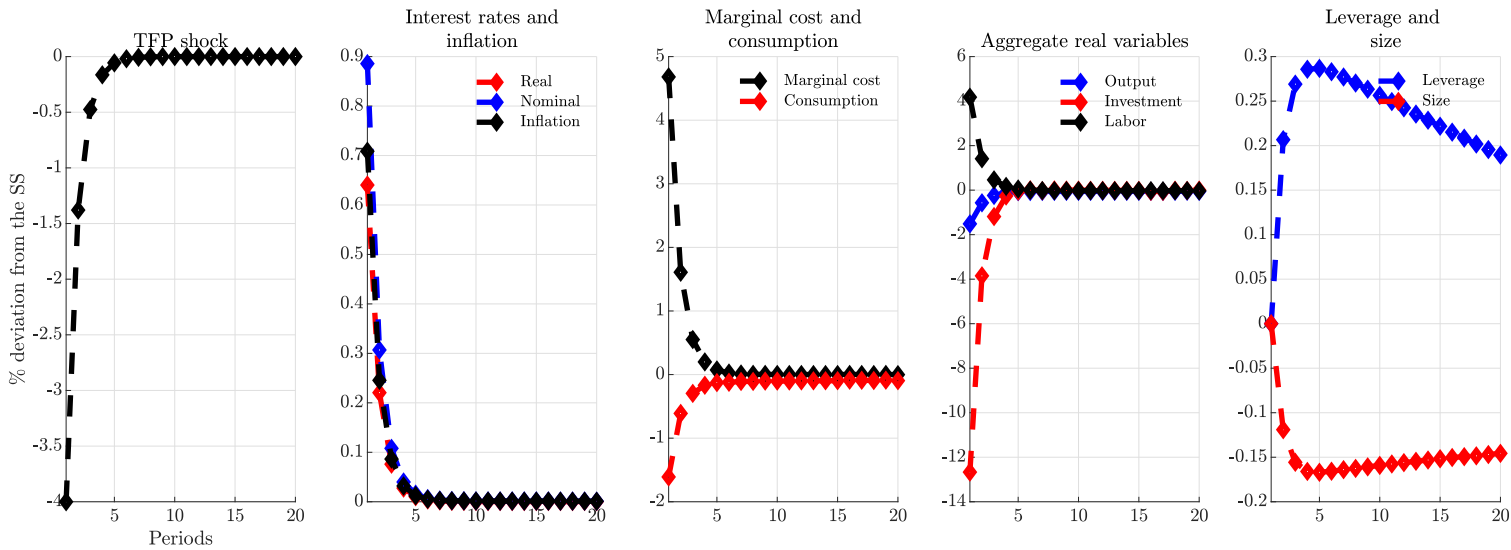 TFP shock
0
-0.5
-1
-1.5
-2
-2.5
-3
-3.5
-4
5 10 15 20
Periods
% deviation from the SS
Interest rates and
inflation
0.9
0.8
0.7
0.6
0.5
0.4
0.3
0.2
0.1
0
5 10 15 20
Real
Nominal
Inflation
Marginal cost and
consumption
5
4
3
2
1
0
-1
-2
5 10 15 20
Marginal cost
Consumption
Aggregate real variables
6
4
2
0
-2
-4
-6
-8
-10
-12
-14
5 10 15 20
Output
Investment
Labor
Leverage and
size
0.3
0.25
0.2
0.15
0.1
0.05
0
-0.05
-0.1
-0.15
-0.2
5 10 15 20
Leverage
Size